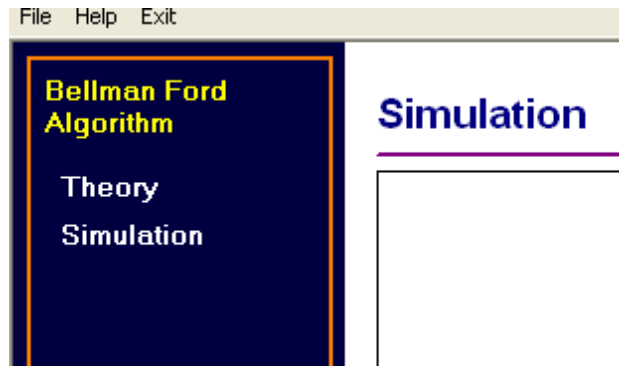 File Help Exit
Bellman Ford
Algorithm
Simulation
Theory
Simulation